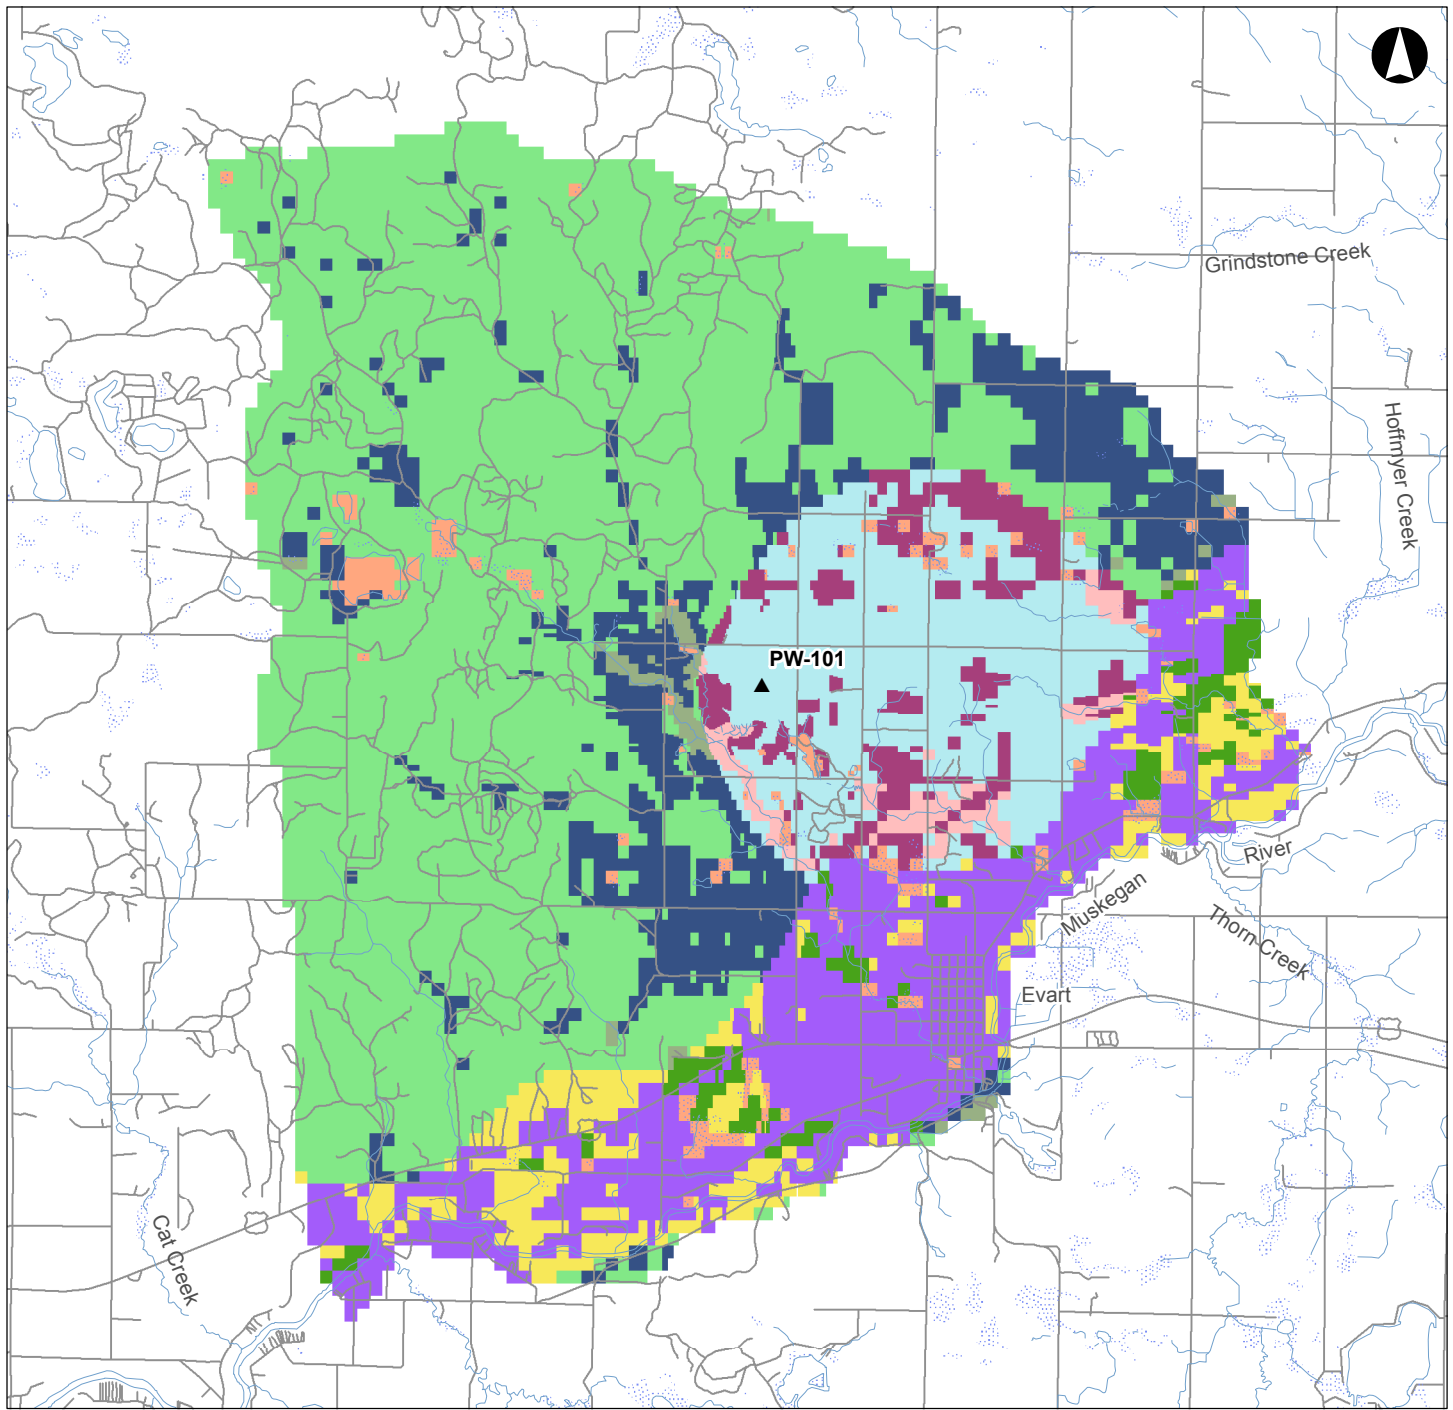 Grindstone Creek
Hoffmyer Creek
PW-101
River
Muskegan
Thorn Creek
Evart
Cat Creek